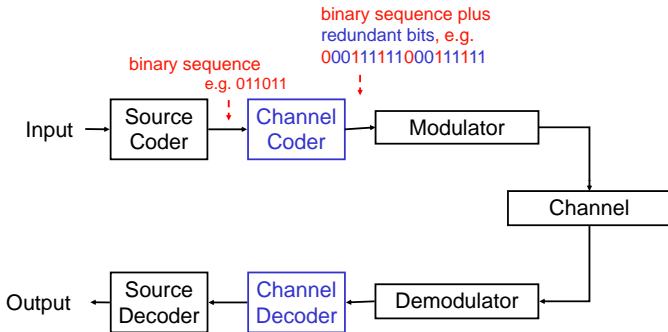 binary sequence plus
redundant bits, e.g.
000111111000111111
binary sequence
e.g. 011011
Input
Source
Coder
Channel
Coder
Modulator
Channel
Output
Source
Decoder
Channel
Decoder
Demodulator